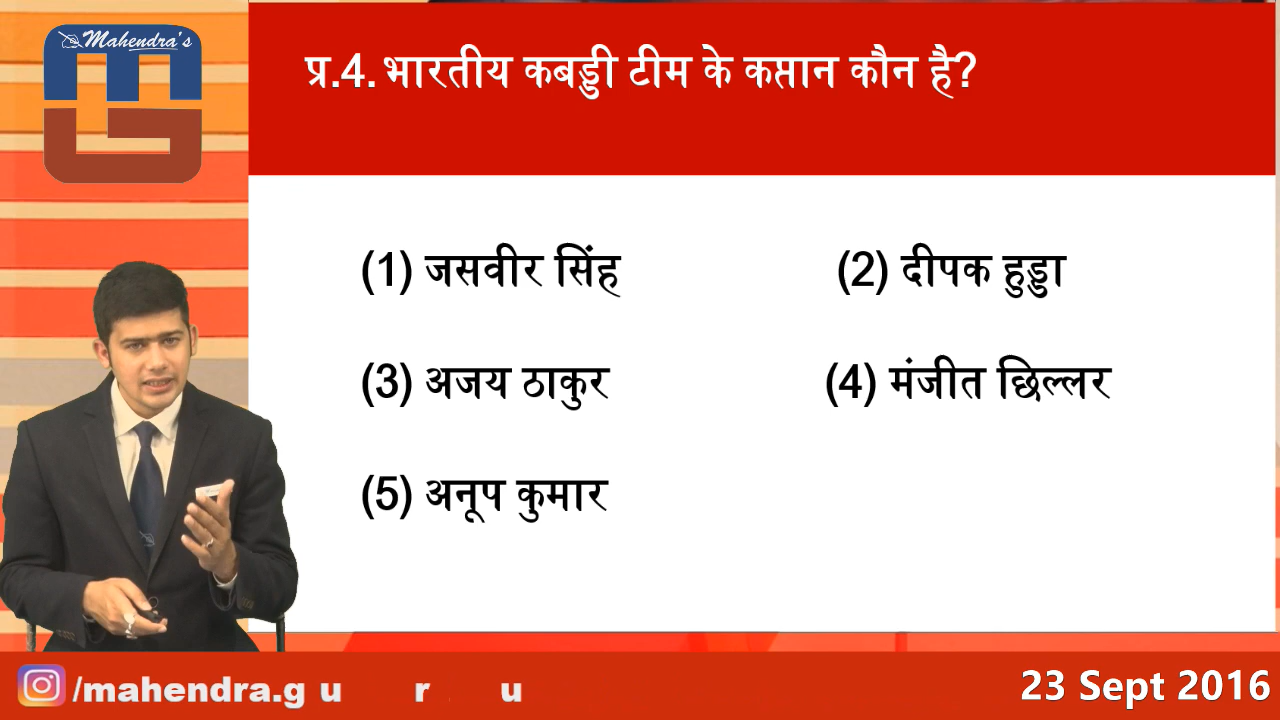 Mahendra's
प्र.4. भारतीय कबड्डी टीम के कप्तान कौन है?
(1) जसवीर सिंह
(2) दीपक हुड्डा
(3) अजय ठाकुर
(4) मंजीत छिल्लर
(5) अनूप कुमार
/mahendra.g u r u
23 Sept 2016